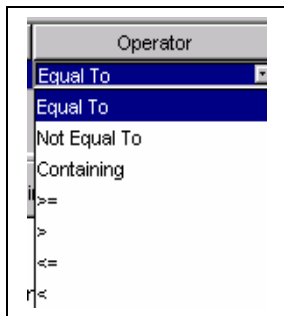 Operator
Equal To
Equal To
Not Equal To
Containing
>=
>
<=
<